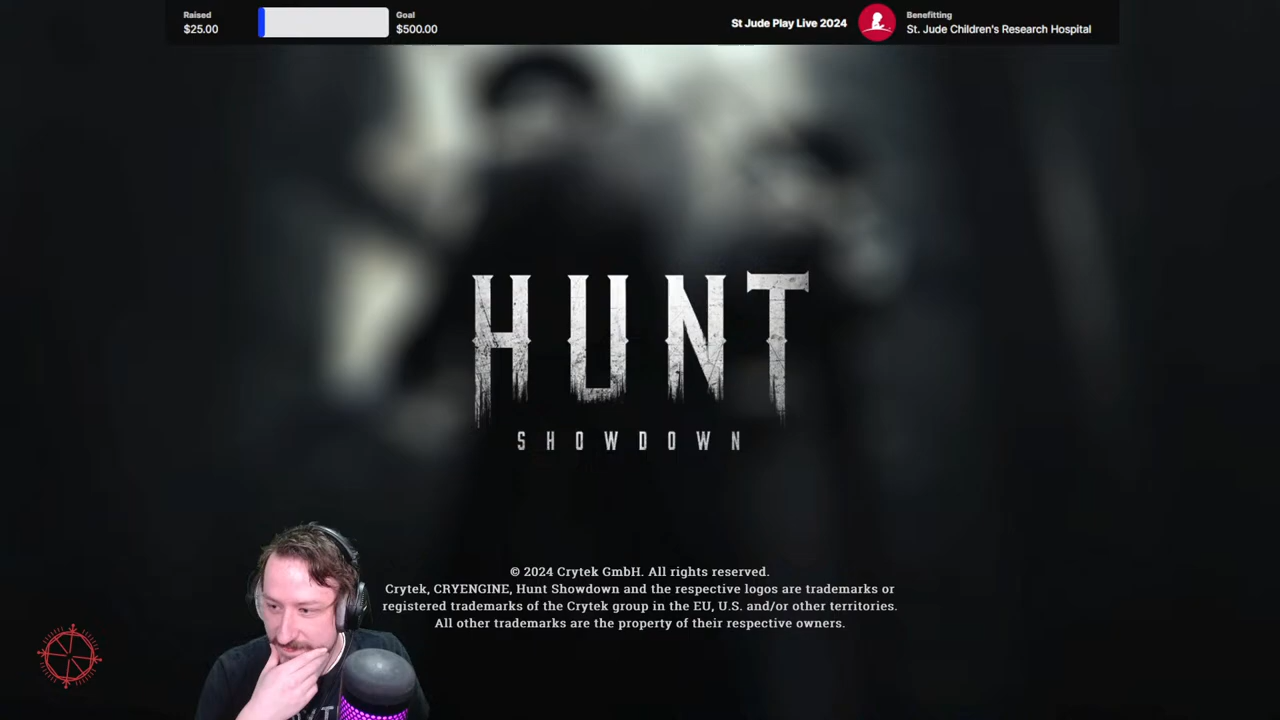 Raised
$25.00
Goal
$500.00
St Jude Play Live 2024
Benefitting
St. Jude Children's Research Hospital
HUNT
SHOWDOWN
© 2024 Crytek GmbH. All rights reserved.
Crytek, CRYENGINE, Hunt Showdown and the respective logos are trademarks or
registered trademarks of the Crytek group in the EU, U.S. and/or other territories.
All other trademarks are the property of their respective owners.